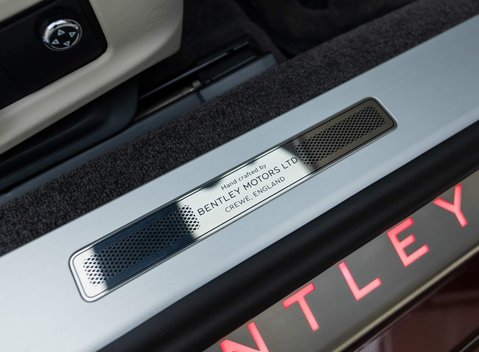 Hand crafted by
BENTLEY MOTORS LTD
CREWE, ENGLAND
NTLEY